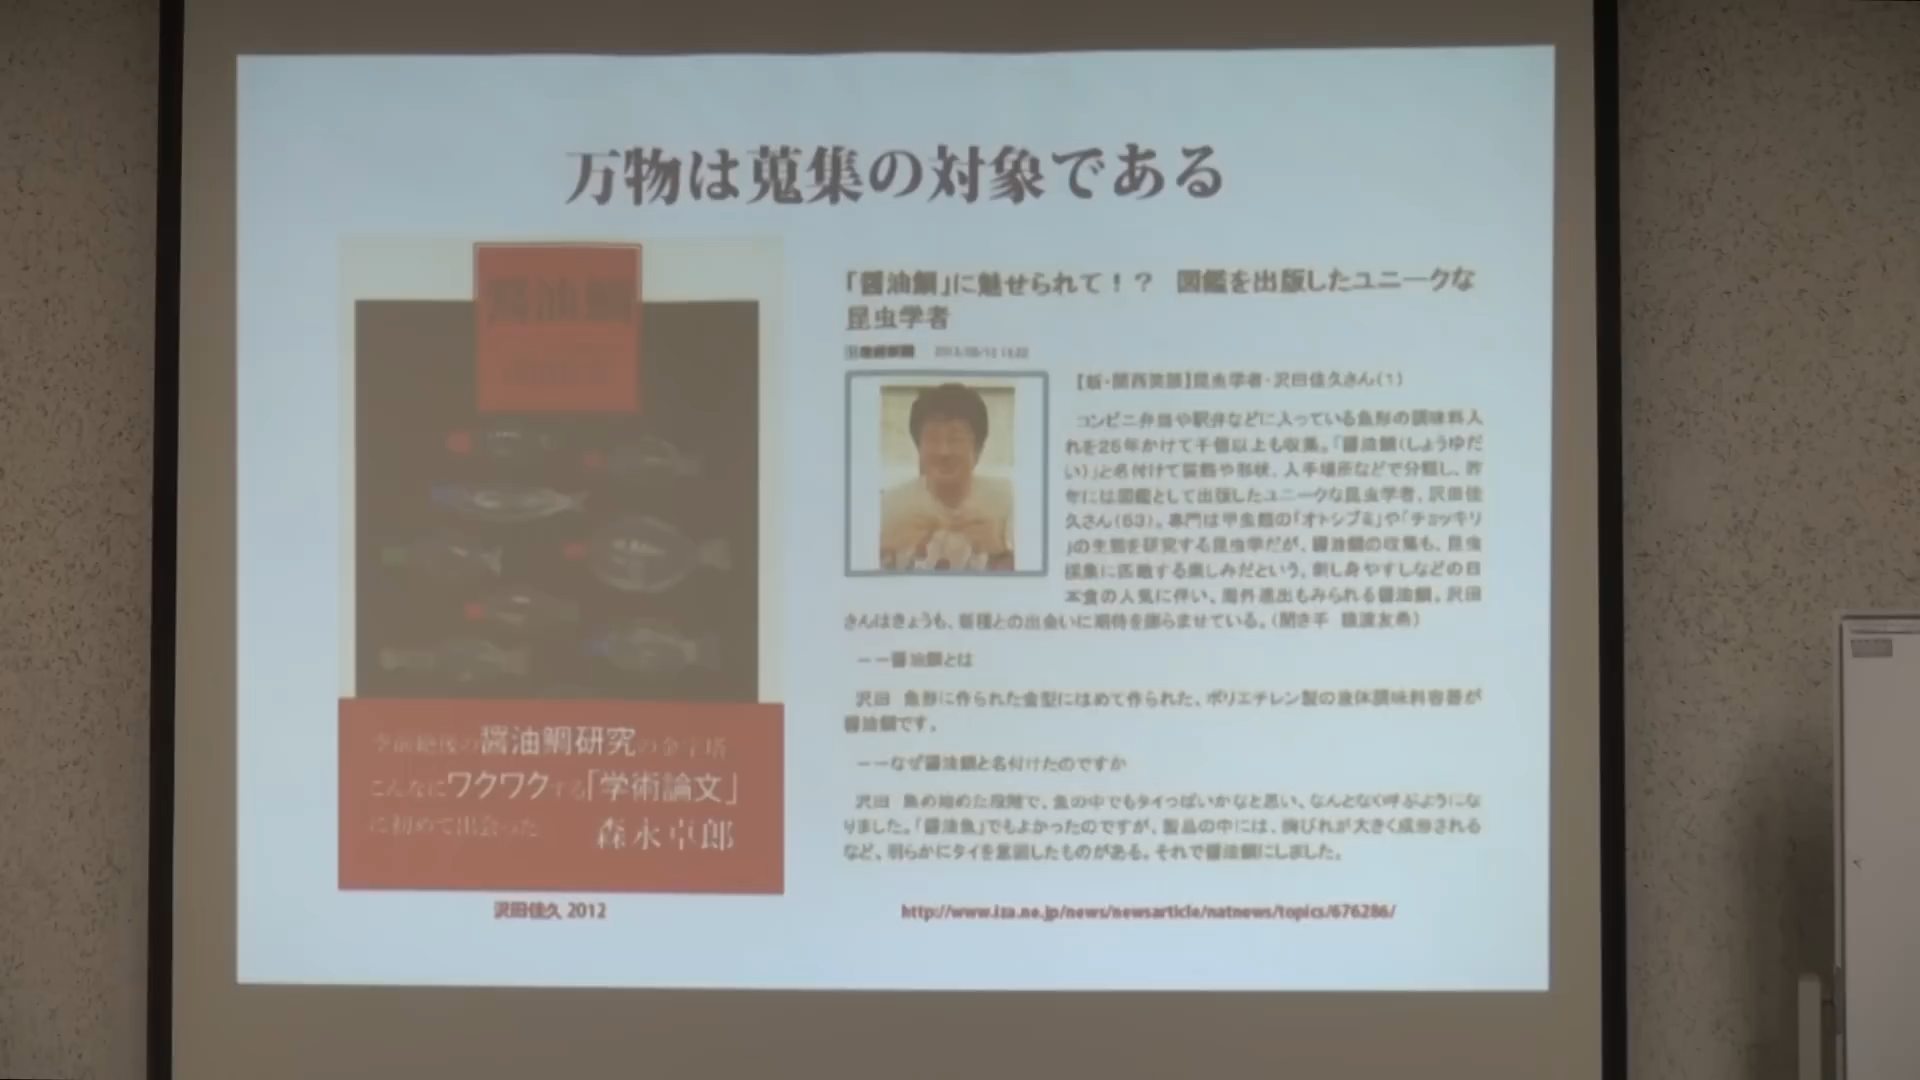 万物は蒐集の対象である
醤油鯛
空前絶後の醤油鯛研究の金字塔
こんなにワクワクする「学術論文」
に初めて出会った 森永卓郎
沢田佳久 2012
「醤油鯛」に魅せられて！？ 図鑑を出版したユニークな
昆虫学者
産経新聞
【新・関西笑談】昆虫学者・沢田佳久さん（１）
コンビニ弁当や駅弁などに入っている魚形の調味料入
れを25年かけて千個以上も収集。「醤油鯛（しょうゆだ
い）」と名付けて装飾や形状、入手場所などで分類し、昨
年には図鑑として出版したユニークな昆虫学者、沢田佳
久さん（53）。専門は甲虫類の「オトシブミ」や「チョッキリ
」の生態を研究する昆虫学だが、醤油鯛の収集も、昆虫
採集に匹敵する楽しみだという。刺し身やすしなどの日
本食の人気に伴い、海外進出もみられる醤油鯛。沢田
さんはきょうも、新種との出会いに期待を膨らませている。（聞き手
――醤油鯛とは
沢田 魚形に作られた金型にはめて作られた、ポリエチレン製の液体調味料容器が
醤油鯛です。
――なぜ醤油鯛と名付けたのですか
沢田 集め始めた段階で、魚の中でもタイっぽいかなと思い、なんとなく呼ぶようにな
りました。「醤油魚」でもよかったのですが、製品の中には、胸びれが大きく成形される
など、明らかにタイを意図したものがある。それで醤油鯛にしました。
http://www.iza.ne.jp/news/newsarticle/natnews/topics/676286/